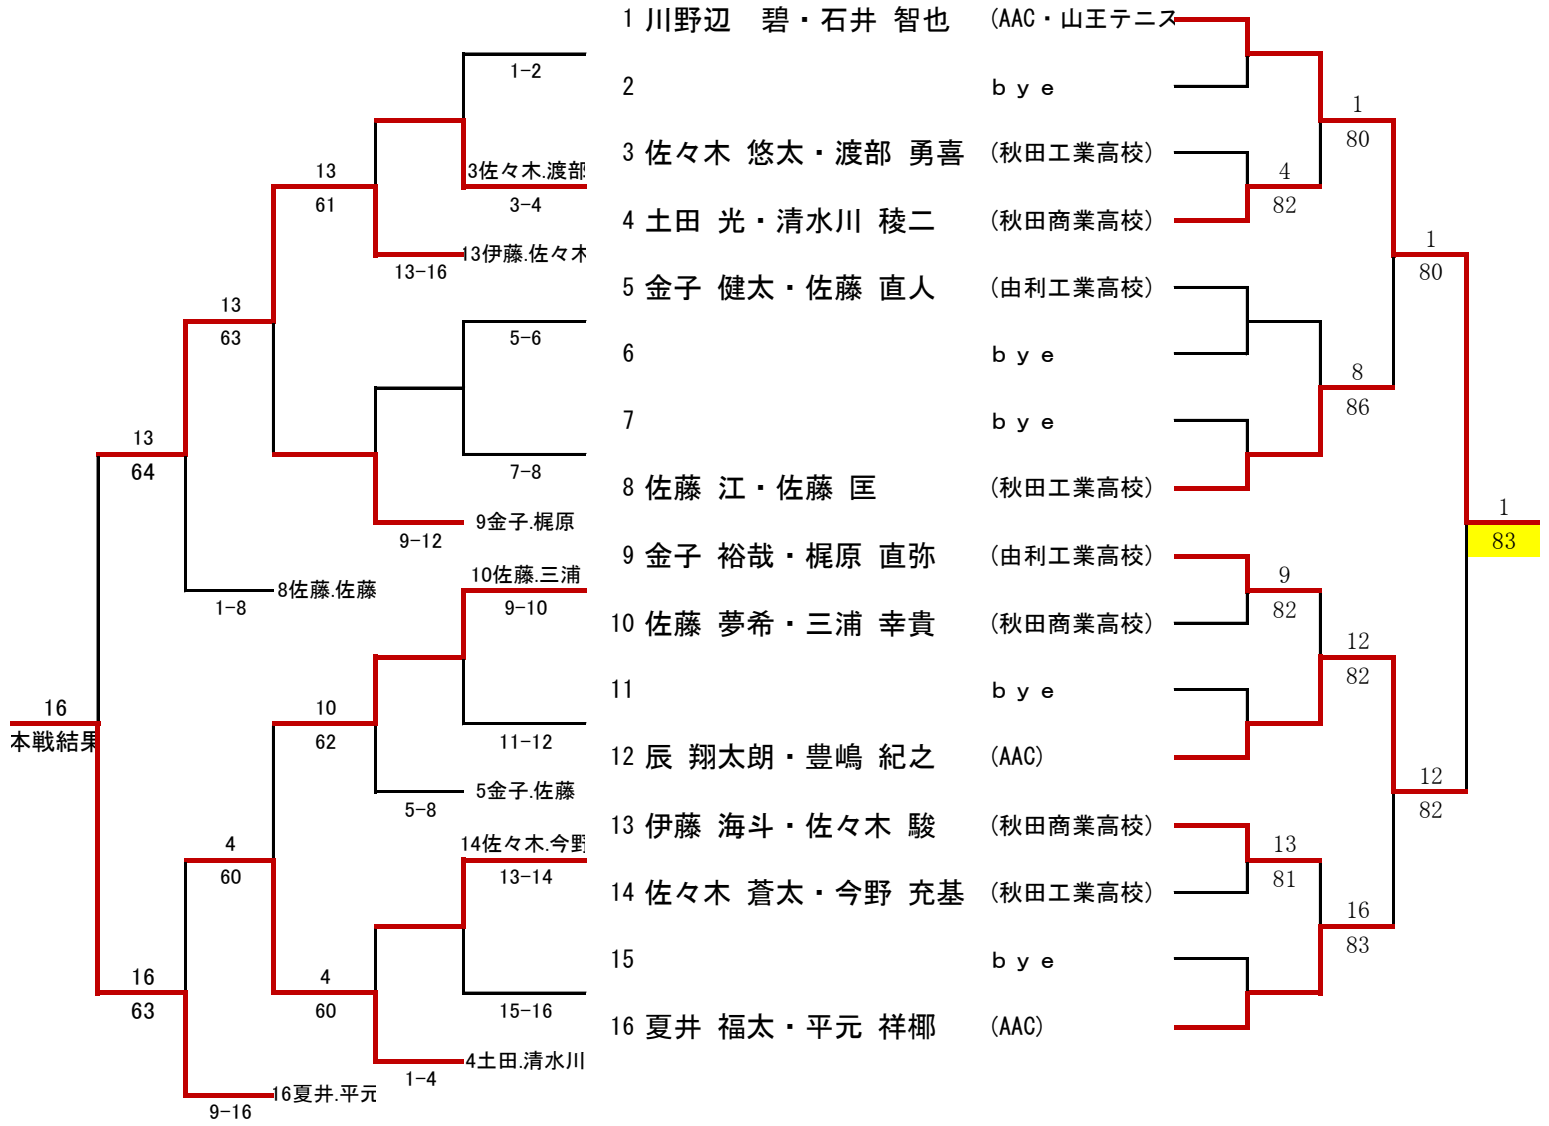 1 川野辺　碧・石井 智也 (AAC・山王テニス
2 ｂｙｅ
3 佐々木 悠太・渡部 勇喜 (秋田工業高校)
4 土田 光・清水川 稜二 (秋田商業高校)
5 金子 健太・佐藤 直人 (由利工業高校)
6 ｂｙｅ
7 ｂｙｅ
8 佐藤 江・佐藤 匡 (秋田工業高校)
9 金子 裕哉・梶原 直弥 (由利工業高校)
10 佐藤 夢希・三浦 幸貴 (秋田商業高校)
11 ｂｙｅ
12 辰 翔太朗・豊嶋 紀之 (AAC)
13 伊藤 海斗・佐々木 駿 (秋田商業高校)
14 佐々木 蒼太・今野 充基 (秋田工業高校)
15 ｂｙｅ
16 夏井 福太・平元 祥椰 (AAC)
4
82
9
82
13
81
1
80
8
86
12
82
16
83
1
80
12
82
1
83
1-2
3佐々木.渡部
3-4
5-6
7-8
10佐藤.三浦
9-10
11-12
14佐々木.今野
13-14
15-16
13伊藤.佐々木
13-16
9金子.梶原
9-12
5金子.佐藤
5-8
4土田.清水川
1-4
13
61
10
62
4
60
13
63
8佐藤.佐藤
1-8
4
60
16夏井.平元
9-16
13
64
16
63
16
本戦結果